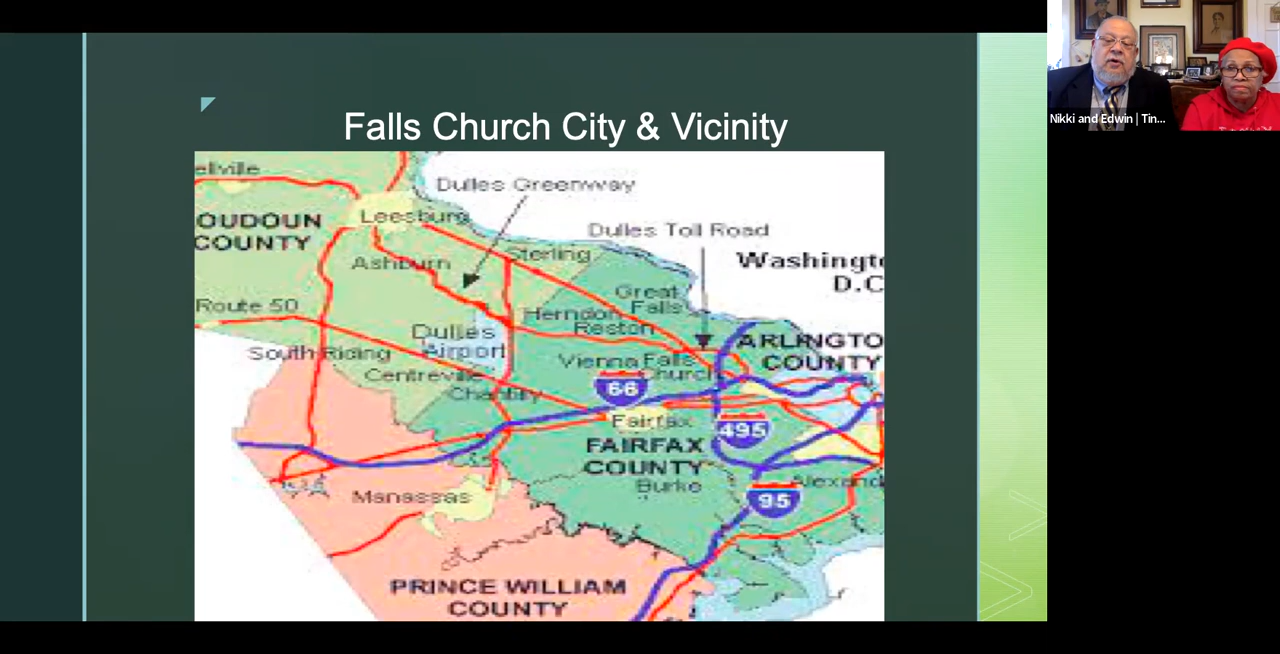 Falls Church City & Vicinity
ellville
Dulles Greenway
Leesburg
OUDOUN
COUNTY
Dulles Toll Road
Ashburn
Sterling
Washingto
D.C
Great
Falls
Route 50
Herndon
Reston
Dulles
Airport
ARLINGTO
COUNTY
South Riding
Vienna
Falls
Church
Centreville
66
Chantilly
Fairfax
495
FAIRFAX
COUNTY
Burke
Alexand
Manassas
95
PRINCE WILLIAM
COUNTY
Nikki and Edwin | Tin...